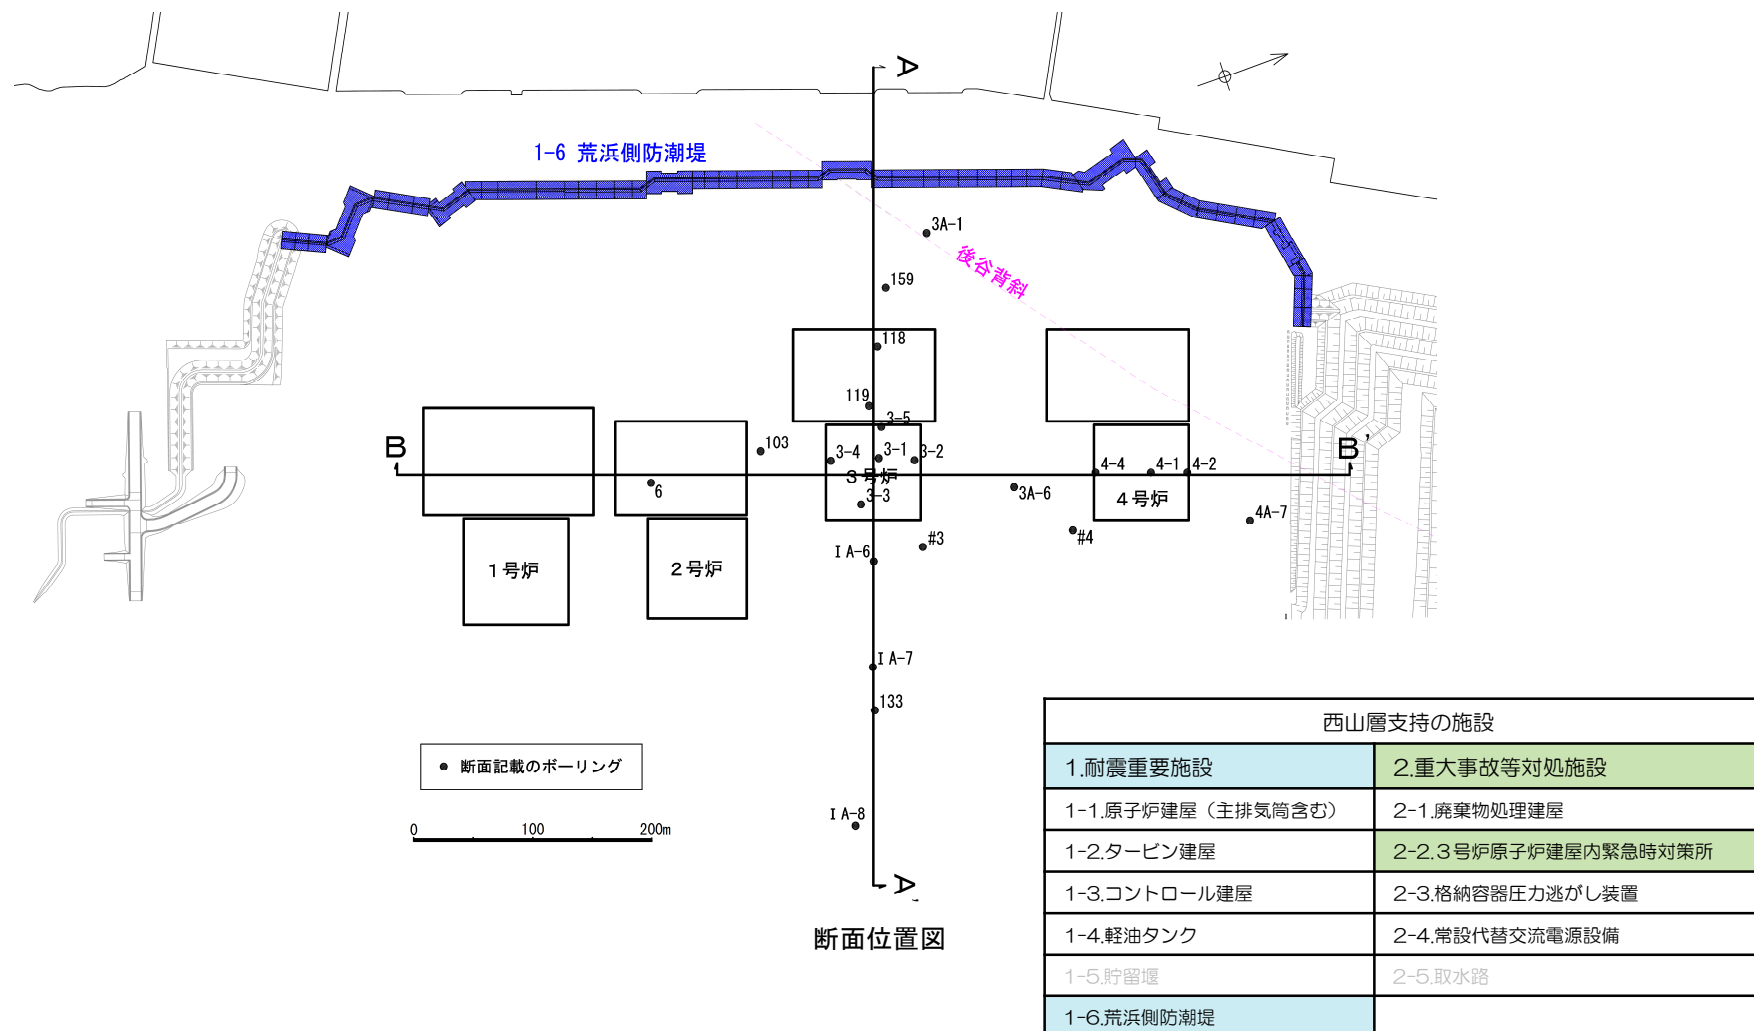 A
1-6 荒浜側防潮堤
3A-1
後谷背斜
159
118
119
3-5
103
3-4
3-1
3-2
B
B'
4-4
4-1
4-2
3号炉
6
3-3
3A-6
4号炉
4A-7
#3
#4
ⅠA-6
1号炉
2号炉
ⅠA-7
133
● 断面記載のボーリング
ⅠA-8
0 100 200m
A'
断面位置図
西山層支持の施設
1.耐震重要施設 2.重大事故等対処施設
1-1.原子炉建屋（主排気筒含む） 2-1.廃棄物処理建屋
1-2.タービン建屋 2-2.3号炉原子炉建屋内緊急時対策所
1-3.コントロール建屋 2-3.格納容器圧力逃がし装置
1-4.軽油タンク 2-4.常設代替交流電源設備
1-5.貯留堰 2-5.取水路
1-6.荒浜側防潮堤